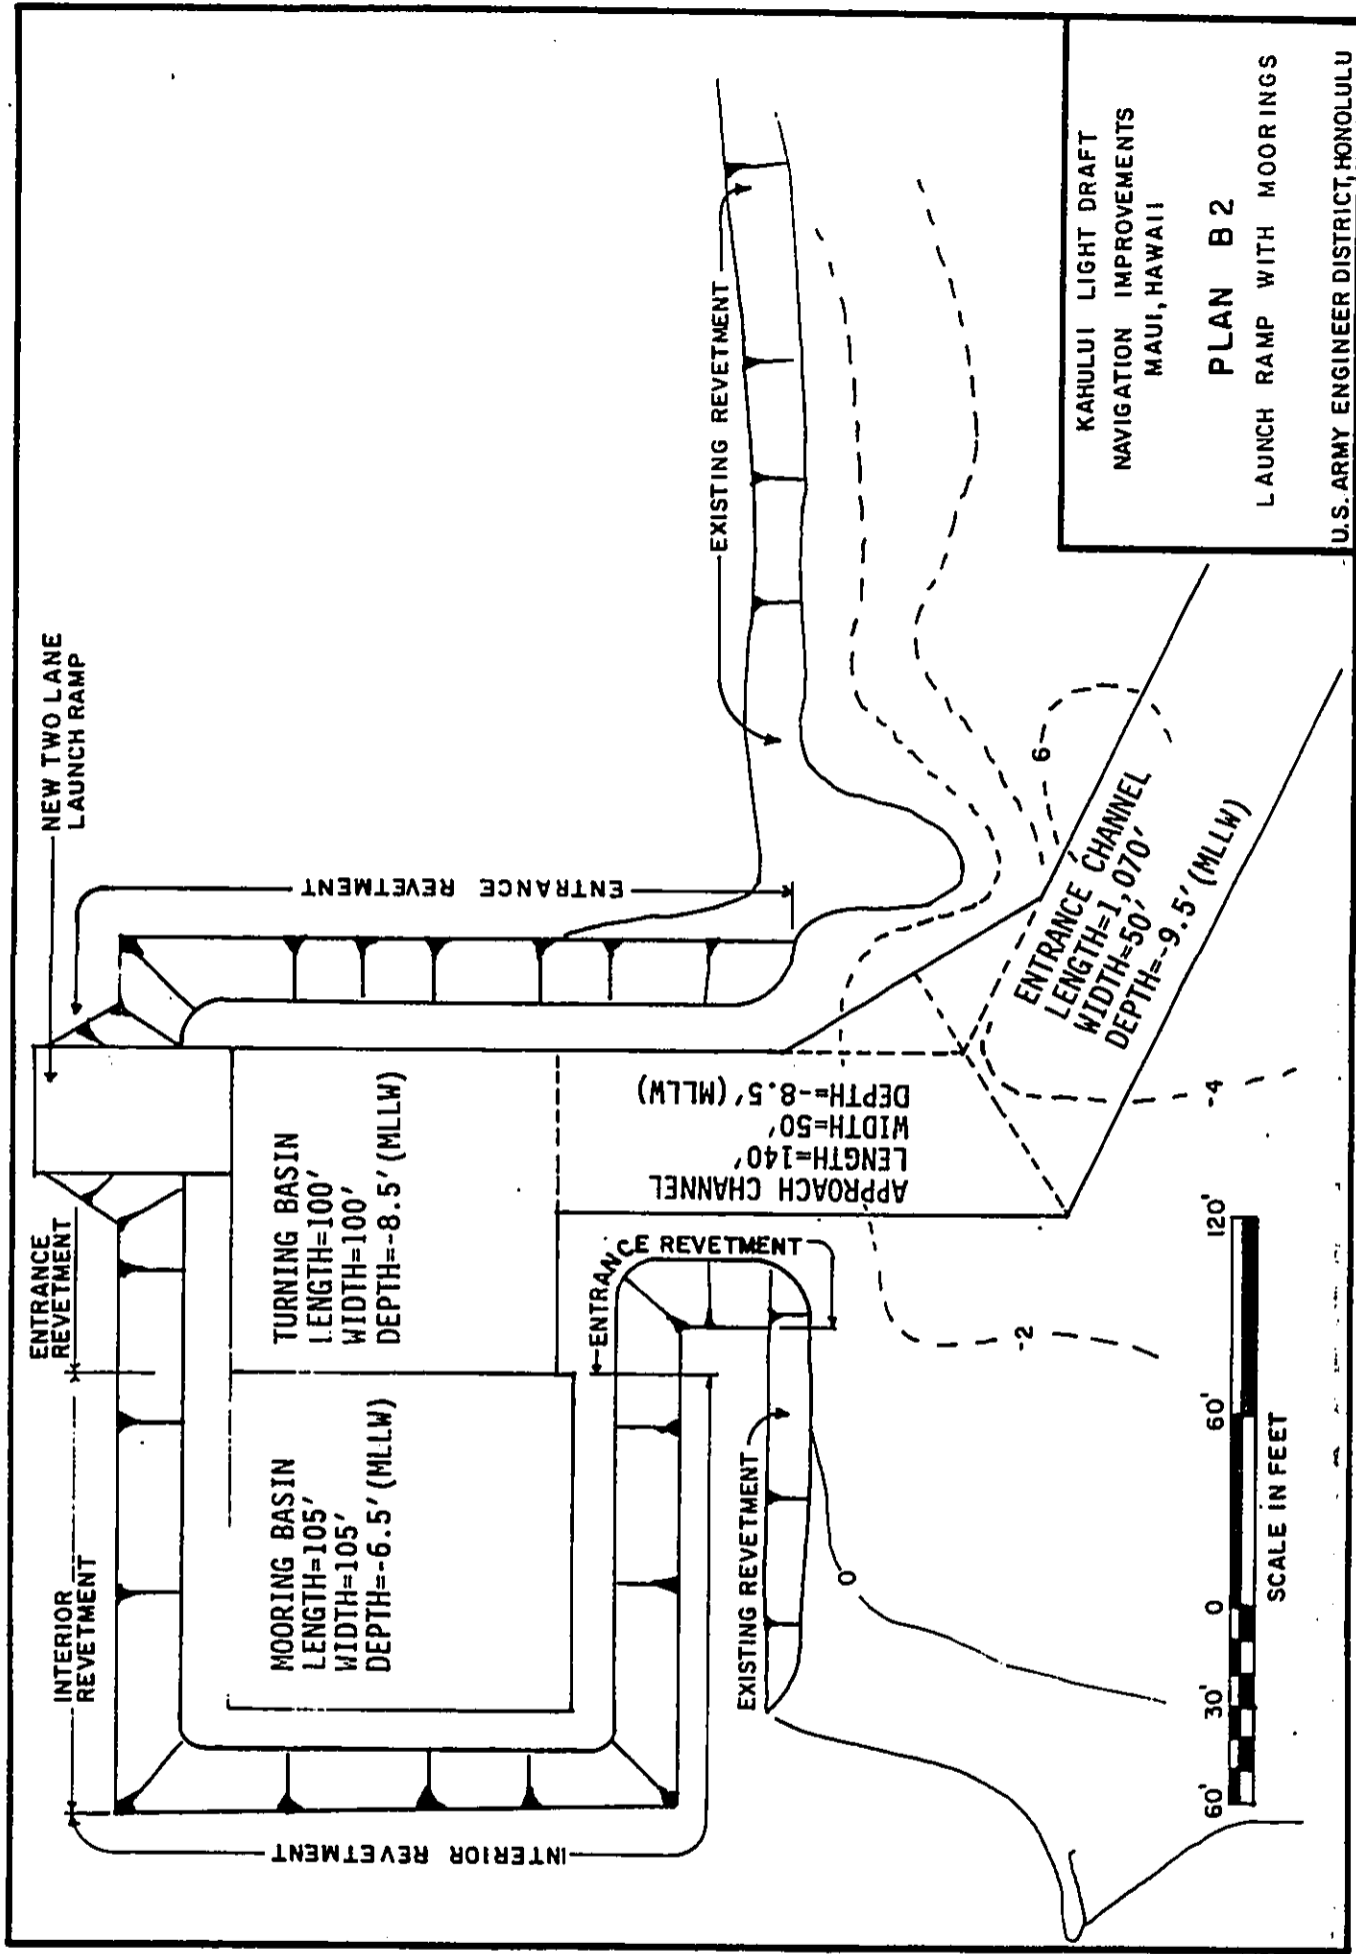 NEW TWO LANE
LAUNCH RAMP
ENTRANCE
REVETMENT
INTERIOR
REVETMENT
ENTRANCE REVETMENT
INTERIOR REVETMENT
MOORING BASIN
LENGTH=105'
WIDTH=105'
DEPTH=-6.5'(MLLW)
TURNING BASIN
LENGTH=100'
WIDTH=100'
DEPTH=-8.5'(MLLW)
APPROACH CHANNEL
LENGTH=140'
WIDTH=50'
DEPTH=-8.5'(MLLW)
ENTRANCE REVETMENT
EXISTING REVETMENT
EXISTING REVETMENT
ENTRANCE CHANNEL
LENGTH=1,070'
WIDTH=50'
DEPTH=-9.5'(MLLW)
6
-4
-2
0
60' 30' 0 60' 120'
SCALE IN FEET
KAHULUI LIGHT DRAFT
NAVIGATION IMPROVEMENTS
MAUI, HAWAII
PLAN B2
LAUNCH RAMP WITH MOORINGS
U.S. ARMY ENGINEER DISTRICT, HONOLULU